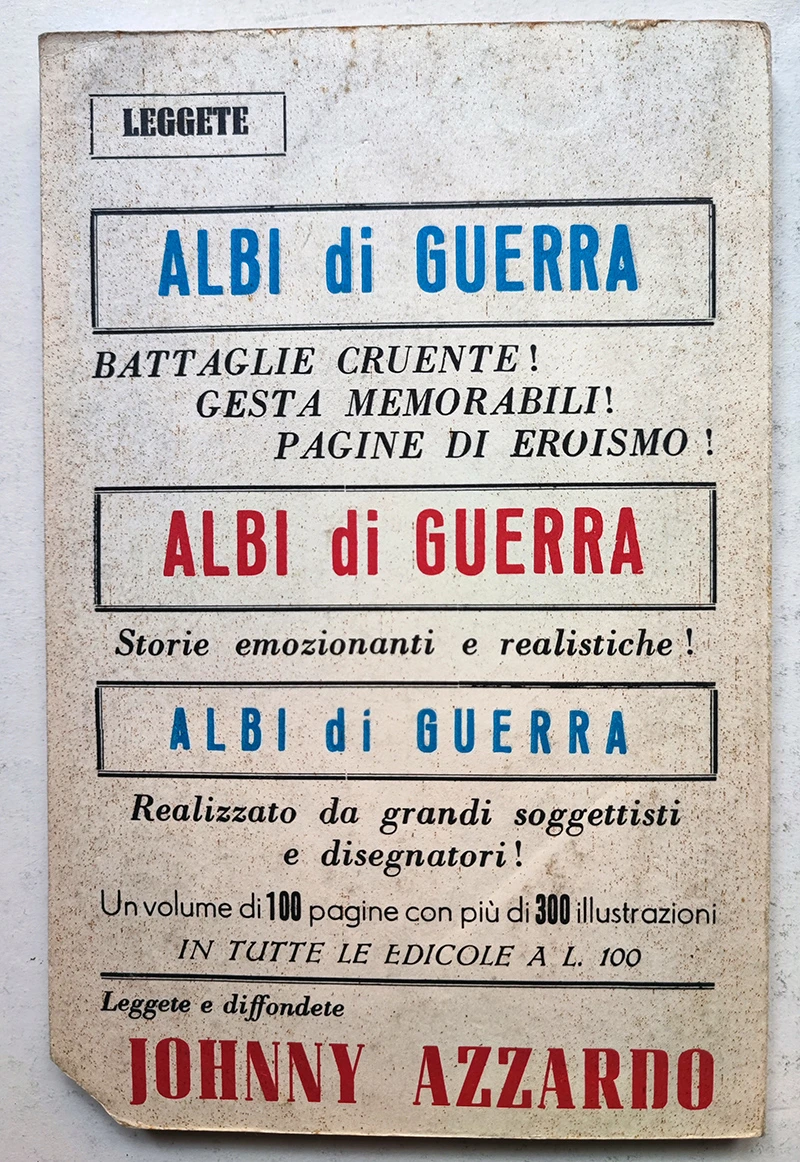 LEGGETE
ALBI di GUERRA
BATTAGLIE CRUENTE!
GESTA MEMORABILI!
PAGINE DI EROISMO!
ALBI di GUERRA
Storie emozionanti e realistiche!
ALBI di GUERRA
Realizzato da grandi soggettisti
e disegnatori!
Un volume di 100 pagine con più di 300 illustrazioni
IN TUTTE LE EDICOLE A L. 100
Leggete e diffondete
JOHNNY AZZARDO